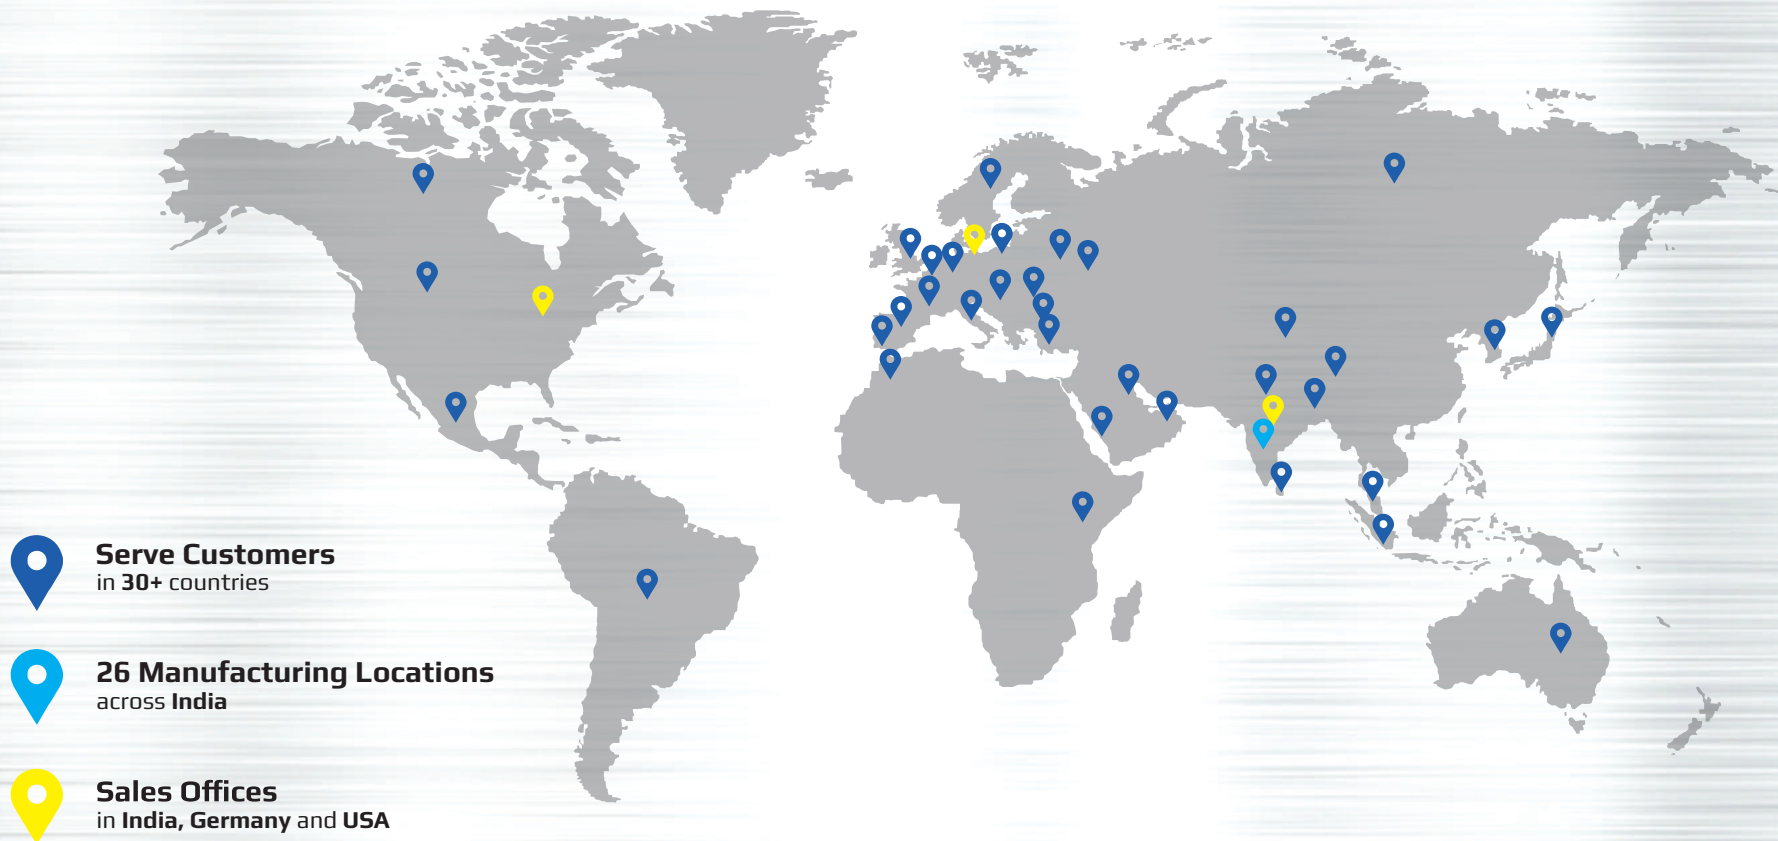 Serve Customers
in 30+ countries
26 Manufacturing Locations
across India
Sales Offices
in India, Germany and USA